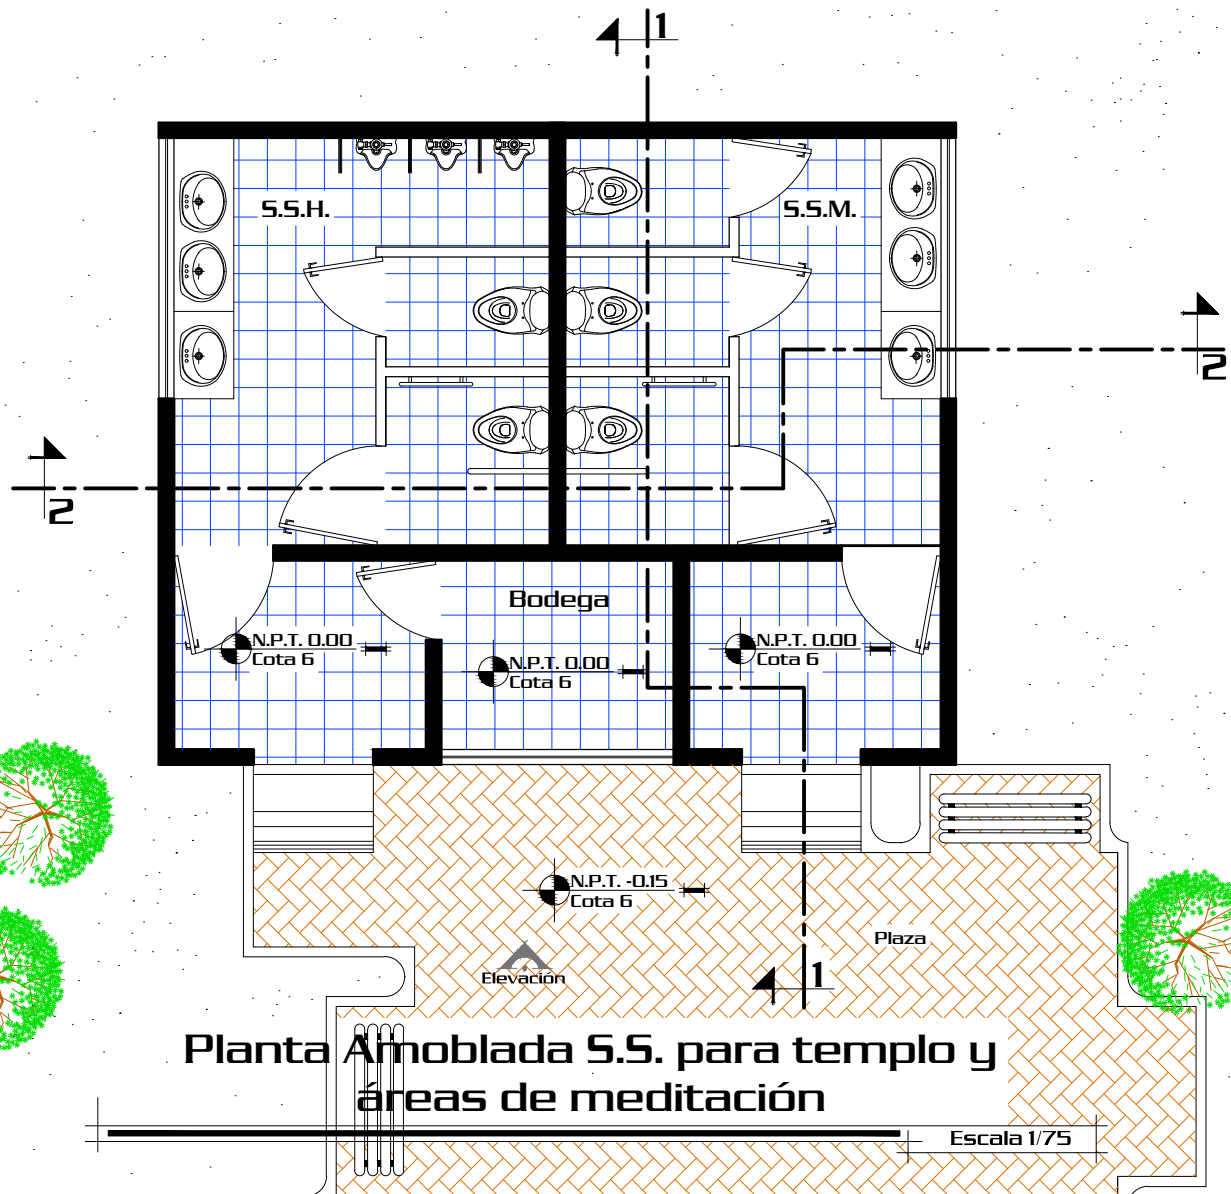 1
S.S.H.
S.S.M.
2
2
Bodega
N.P.T. 0.00
Cota 6
N.P.T. 0.00
Cota 6
N.P.T. 0.00
Cota 6
N.P.T. -0.15
Cota 6
Plaza
Elevación
1
Planta Amoblada S.S. para templo y
áreas de meditación
Escala 1/75